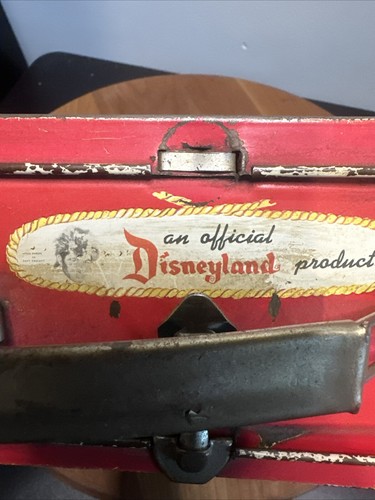 an official
Disneyland product